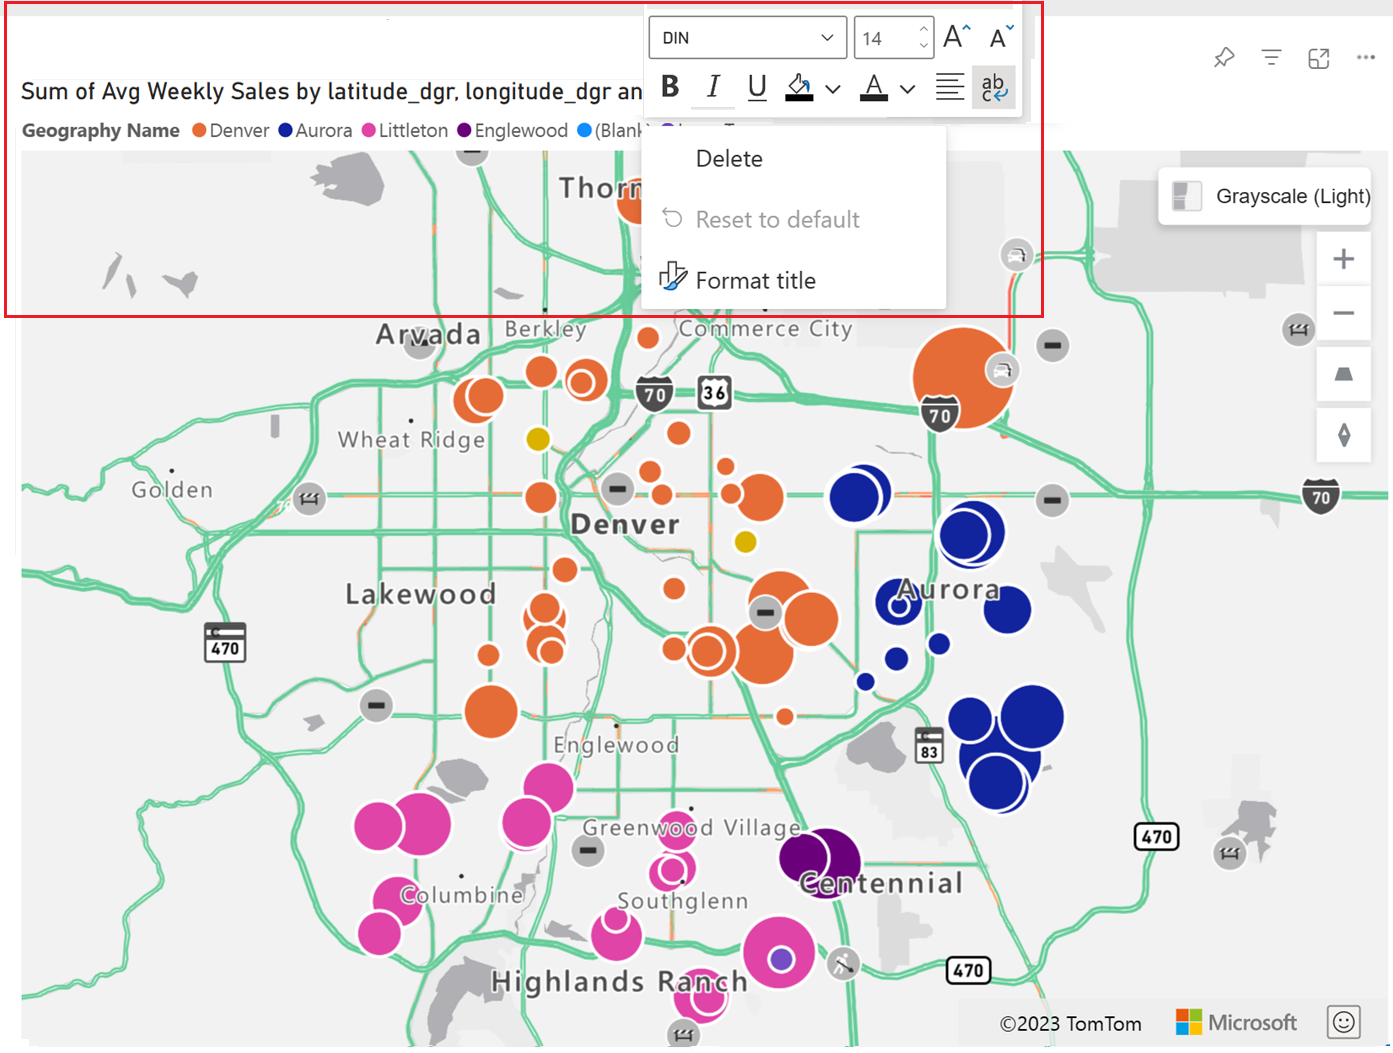 DIN
14
A A
B I U A ab
c
Sum of Avg Weekly Sales by latitude_dgr, longitude_dgr an
Geography Name Denver Aurora Littleton Englewood (Blank
Delete
Reset to default
Format title
Thorn
Grayscale (Light)
Arvada
Berkley
Commerce City
70
36
70
Wheat Ridge
Golden
70
Denver
Lakewood
Aurora
C
470
Englewood
C
83
Greenwood Village
470
Centennial
Columbine
Southglenn
Highlands Ranch
470
©2023 TomTom
Microsoft